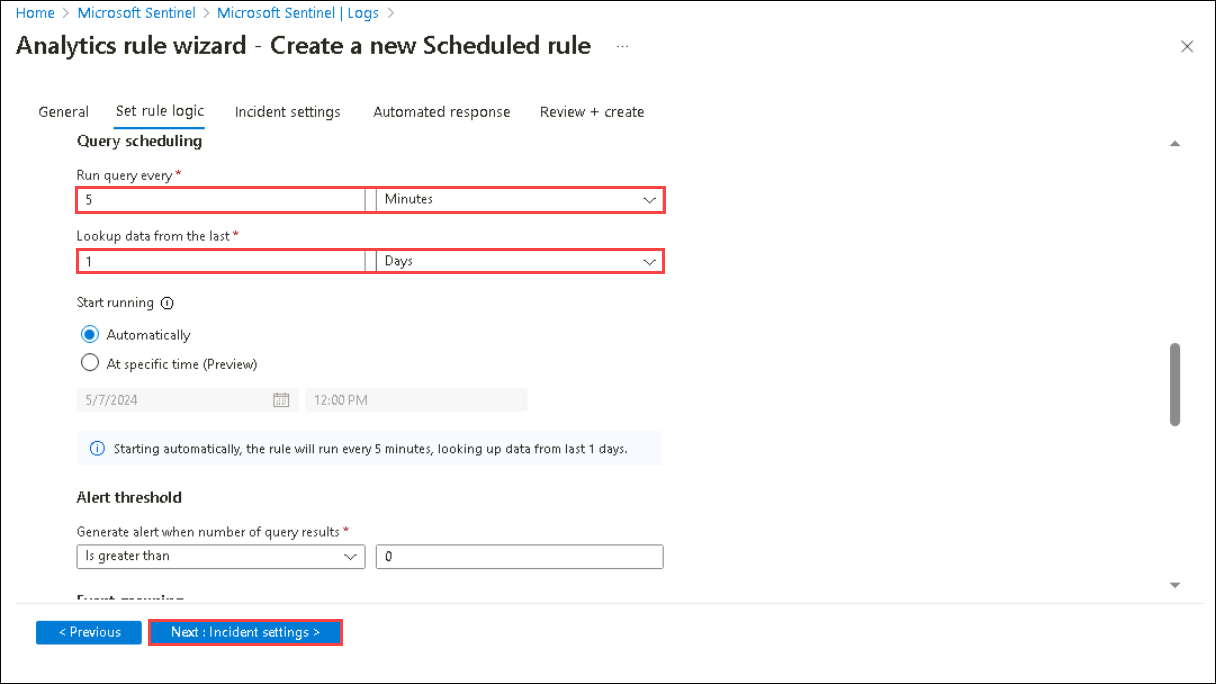 Home > Microsoft Sentinel > Microsoft Sentinel | Logs >
Analytics rule wizard - Create a new Scheduled rule ...
General Set rule logic Incident settings Automated response Review + create
Query scheduling
Run query every *
5 Minutes
Lookup data from the last *
1 Days
Start running
Automatically
At specific time (Preview)
5/7/2024 12:00 PM
Starting automatically, the rule will run every 5 minutes, looking up data from last 1 days.
Alert threshold
Generate alert when number of query results *
Is greater than 0
< Previous Next : Incident settings >